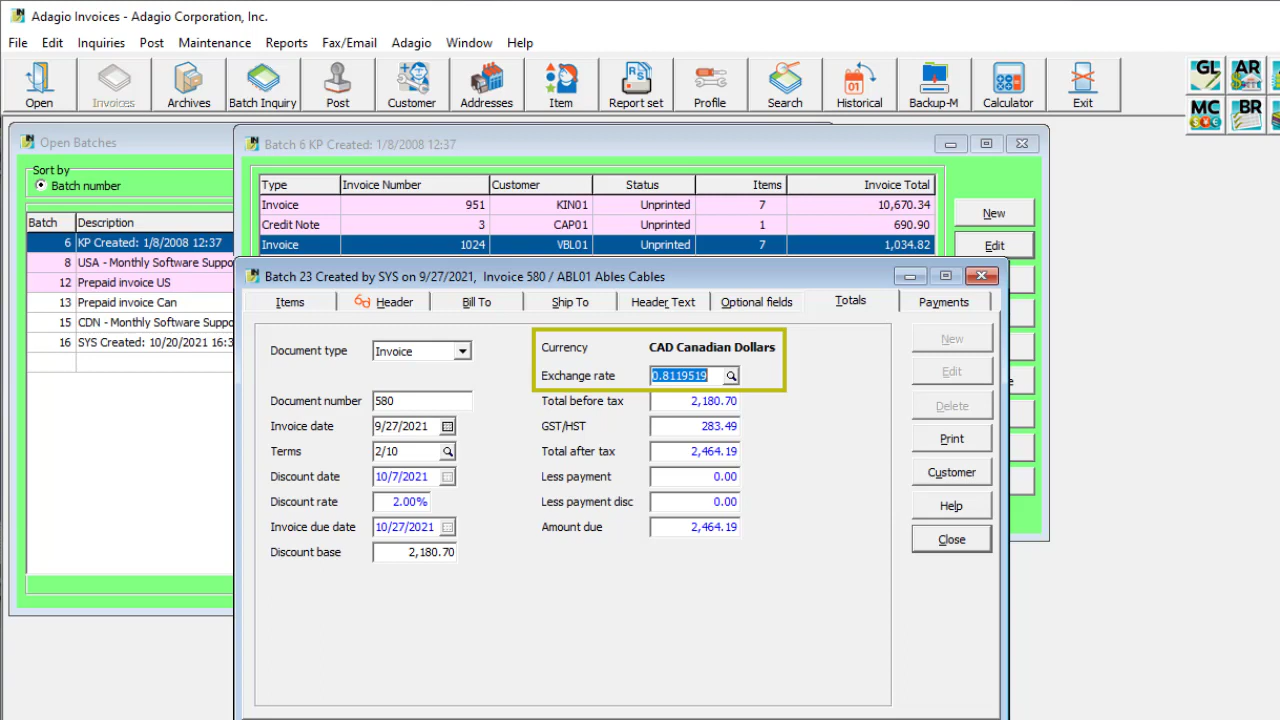 Adagio Invoices - Adagio Corporation, Inc.
File Edit Inquiries Post Maintenance Reports Fax/Email Adagio Window Help
Open Invoices Archives Batch Inquiry Post Customer Addresses Item Report set Profile Search Historical Backup-M Calculator Exit
GL AR
MC BR
Open Batches
Sort by
Batch number
Batch Description
6 KP Created: 1/8/2008 12:37
8 USA - Monthly Software Suppo
12 Prepaid invoice US
13 Prepaid invoice Can
15 CDN - Monthly Software Suppo
16 SYS Created: 10/20/2021 16:3
Batch 6 KP Created: 1/8/2008 12:37
Type Invoice Number Customer Status Items Invoice Total
Invoice 951 KIN01 Unprinted 7 10,670.34
Credit Note 3 CAP01 Unprinted 1 690.90
Invoice 1024 VBL01 Unprinted 7 1,034.82
New
Edit
Batch 23 Created by SYS on 9/27/2021, Invoice 580 / ABL01 Ables Cables
Items Header Bill To Ship To Header Text Optional fields Totals Payments
Document type Invoice
Document number 580
Invoice date 9/27/2021
Terms 2/10
Discount date 10/7/2021
Discount rate 2.00%
Invoice due date 10/27/2021
Discount base 2,180.70
Currency CAD Canadian Dollars
Exchange rate 0.8119519
Total before tax 2,180.70
GST/HST 283.49
Total after tax 2,464.19
Less payment 0.00
Less payment disc 0.00
Amount due 2,464.19
New
Edit
Delete
Print
Customer
Help
Close